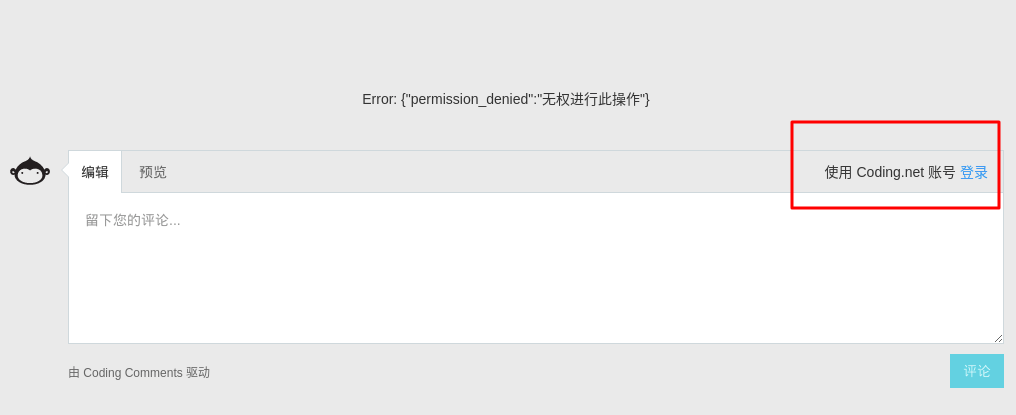 Error: {"permission_denied":"无权进行此操作"}
编辑 预览 使用 Coding.net 账号 登录
留下您的评论...
由 Coding Comments 驱动 评论